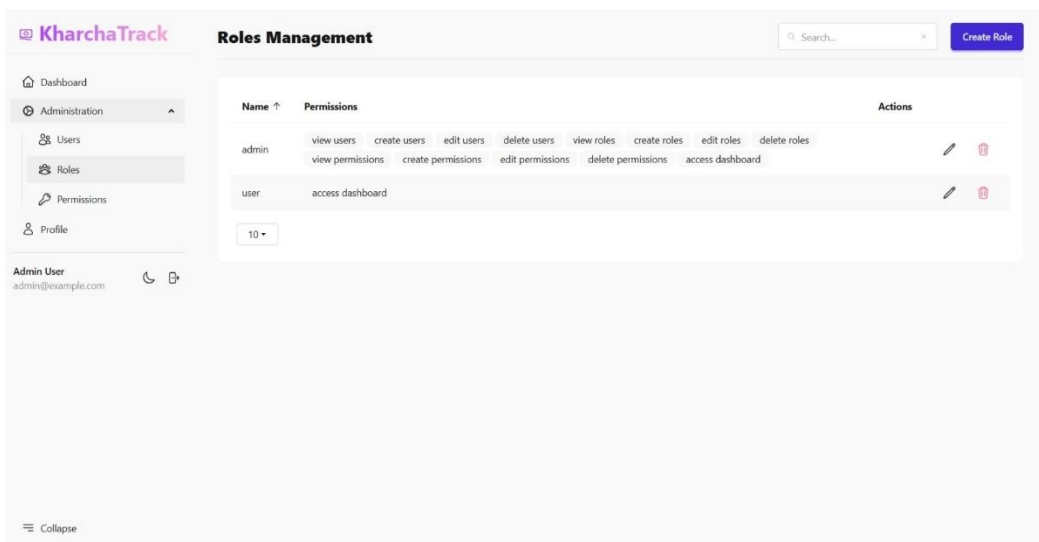 KharchaTrack
Dashboard
Administration
Users
Roles
Permissions
Profile
Admin User
admin@example.com
Collapse
Roles Management
Search...
Create Role
Name ↑ Permissions Actions
admin
view users create users edit users delete users view roles create roles edit roles delete roles
view permissions create permissions edit permissions delete permissions access dashboard
user access dashboard
10